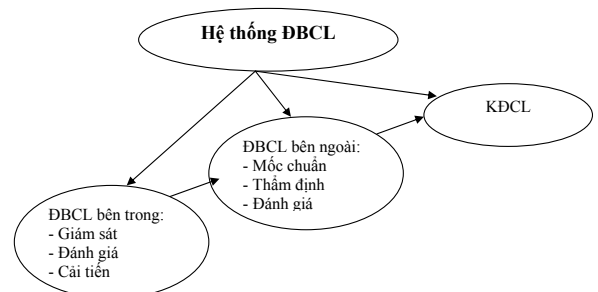 Hệ thống ĐBCL
KĐCL
ĐBCL bên ngoài:
- Mốc chuẩn
- Thẩm định
- Đánh giá
ĐBCL bên trong:
- Giám sát
- Đánh giá
- Cải tiến